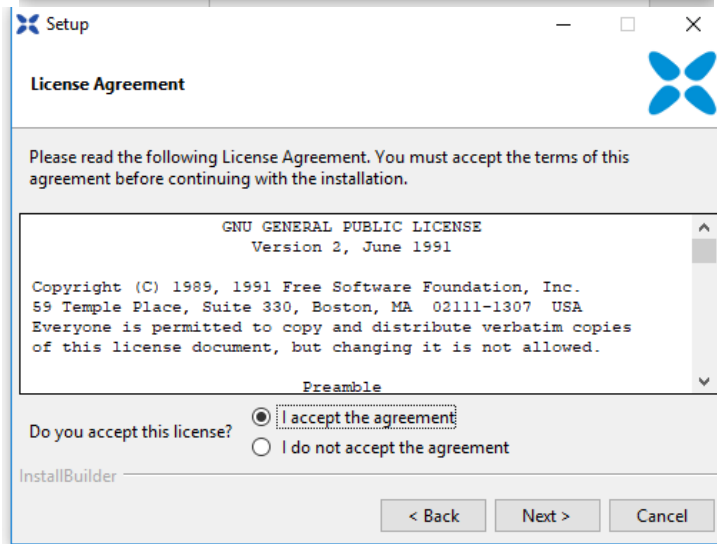 Setup
License Agreement
Please read the following License Agreement. You must accept the terms of this
agreement before continuing with the installation.
GNU GENERAL PUBLIC LICENSE
Version 2, June 1991
Copyright (C) 1989, 1991 Free Software Foundation, Inc.
59 Temple Place, Suite 330, Boston, MA  02111-1307  USA
Everyone is permitted to copy and distribute verbatim copies
of this license document, but changing it is not allowed.
Preamble
Do you accept this license?
I accept the agreement
I do not accept the agreement
InstallBuilder
< Back
Next >
Cancel